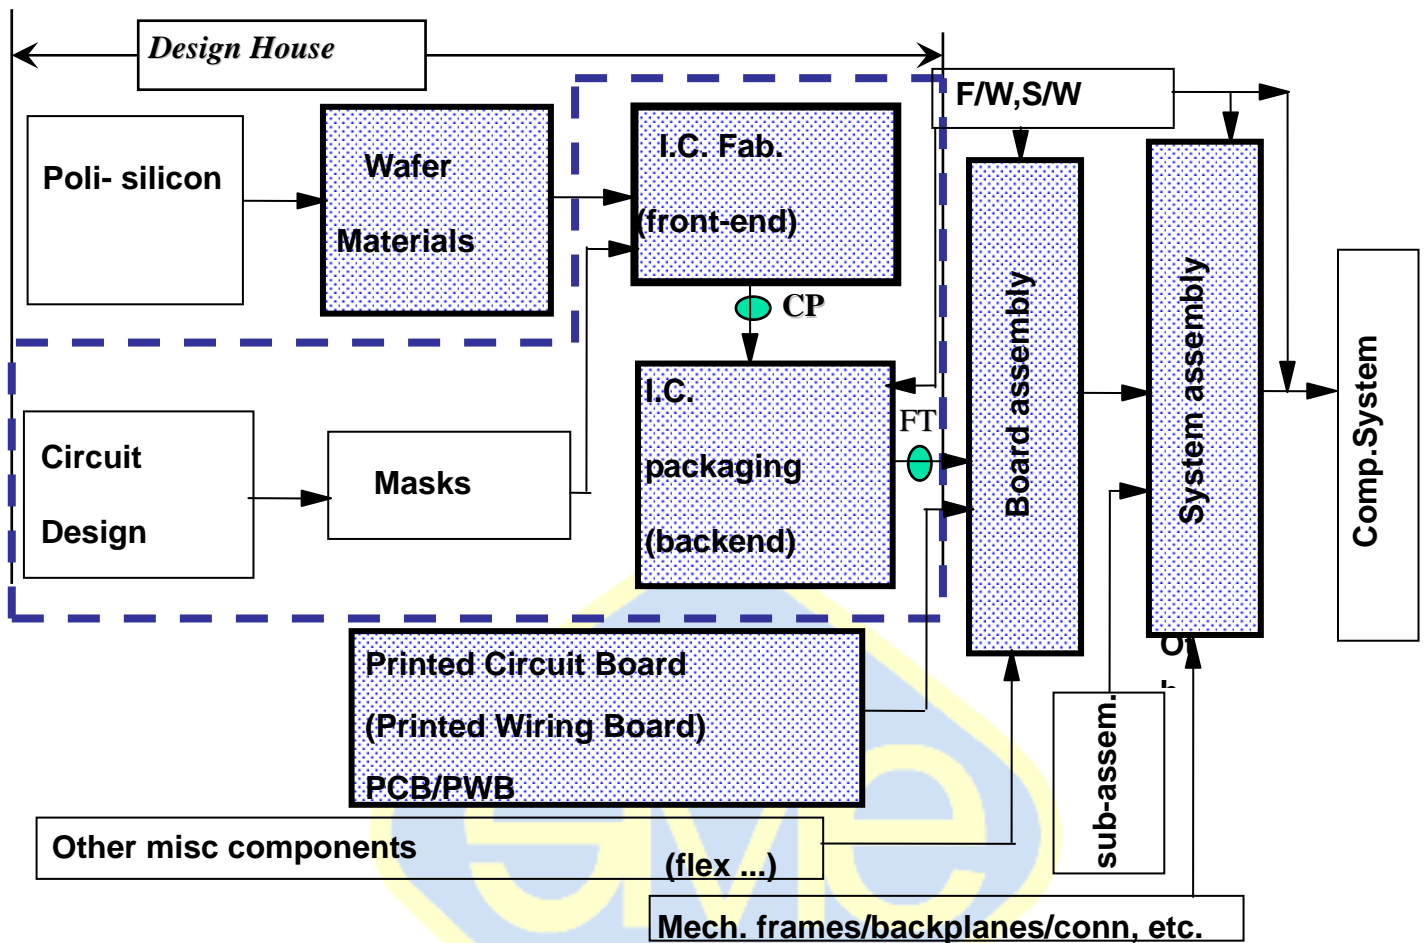 Design House
F/W,S/W
Poli- silicon
Wafer
Materials
I.C. Fab.
(front-end)
CP
Circuit
Design
Masks
I.C.
packaging
(backend)
FT
Board assembly
System assembly
Comp.System
Printed Circuit Board
(Printed Wiring Board)
PCB/PWB
sub-assem.
Other misc components
(flex ...)
Mech. frames/backplanes/conn, etc.